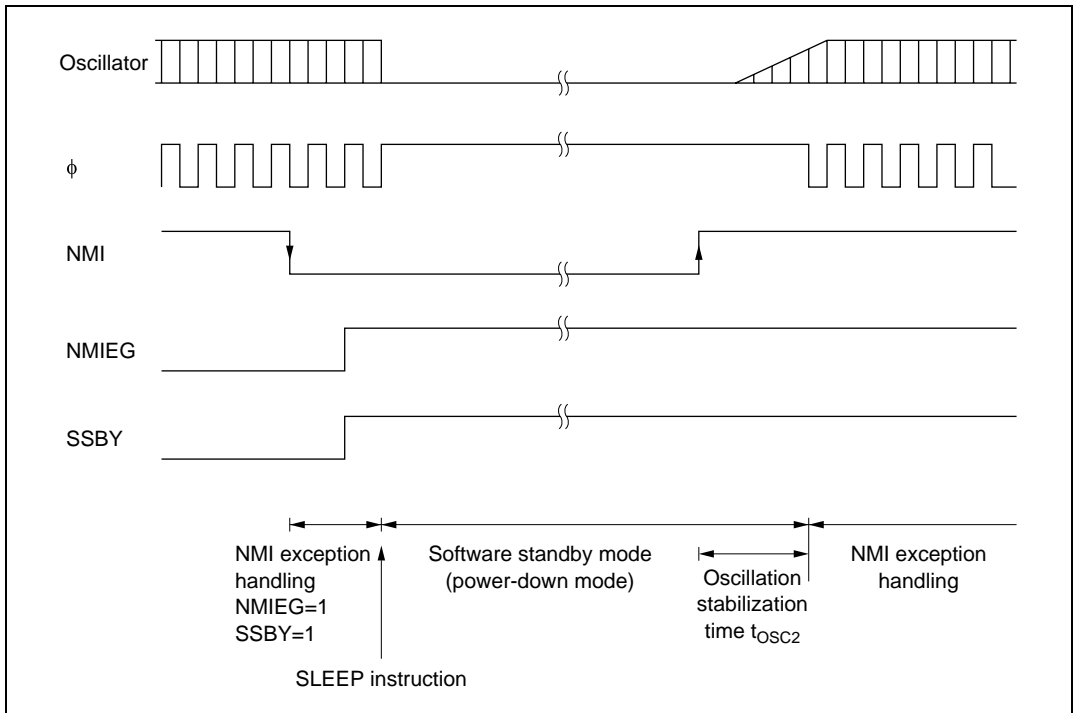 Oscillator
ϕ
NMI
NMIEG
SSBY
NMI exception
handling
NMIEG=1
SSBY=1
SLEEP instruction
Software standby mode
(power-down mode)
Oscillation
stabilization
time tOSC2
NMI exception
handling